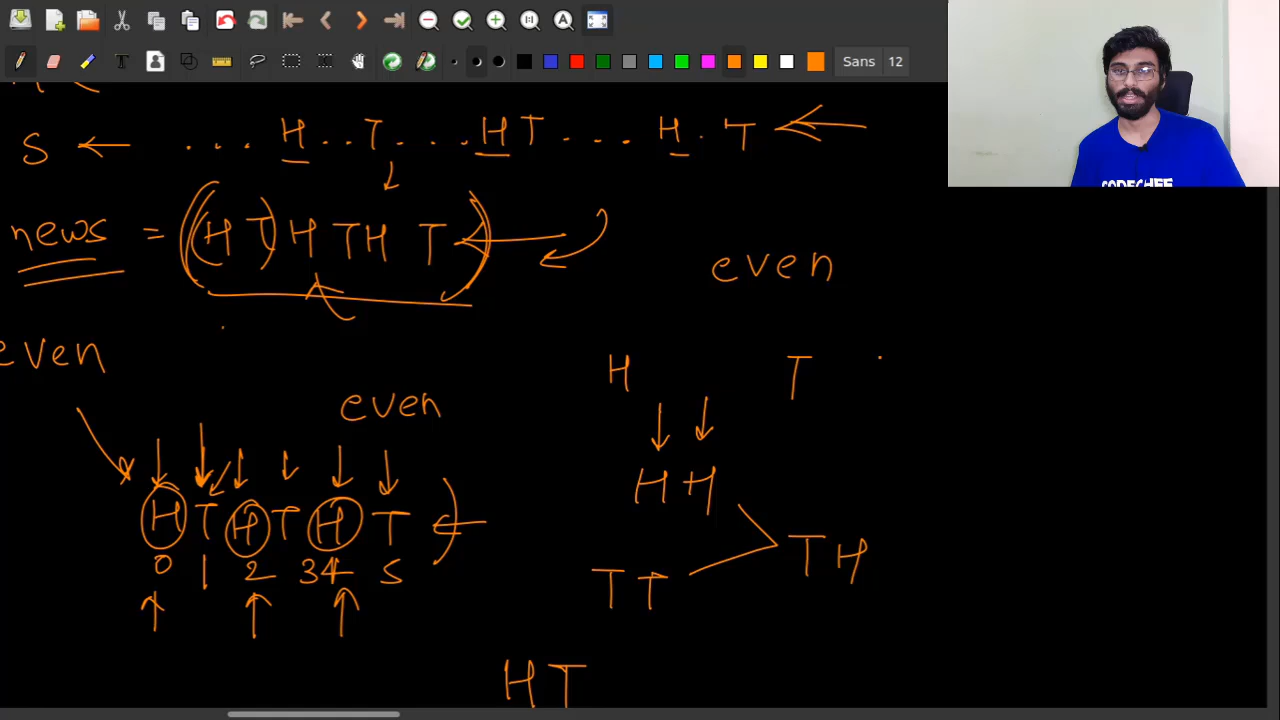 Sans 12
S ← ... H .. T ... . H T . ... H . T
CODECHEF
news = ((H T) H T H T)
even
even
H T
even
H H
H T H T H T
0 1 2 3 4 5
T H
T T
H T